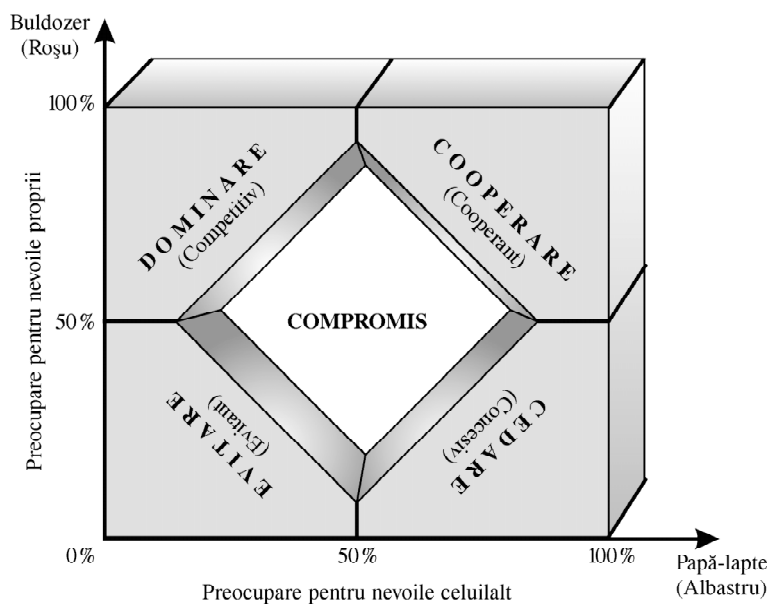 Buldozer
(Roşu)
100%
DOMINARE
(Competitiv)
COOPERARE
(Cooperant)
Preocupare pentru nevoile proprii
50%
COMPROMIS
EVITARE
(Evitant)
CEDARE
(Concesiv)
0%
50%
100%
Papă-lapte
(Albastru)
Preocupare pentru nevoile celuilalt